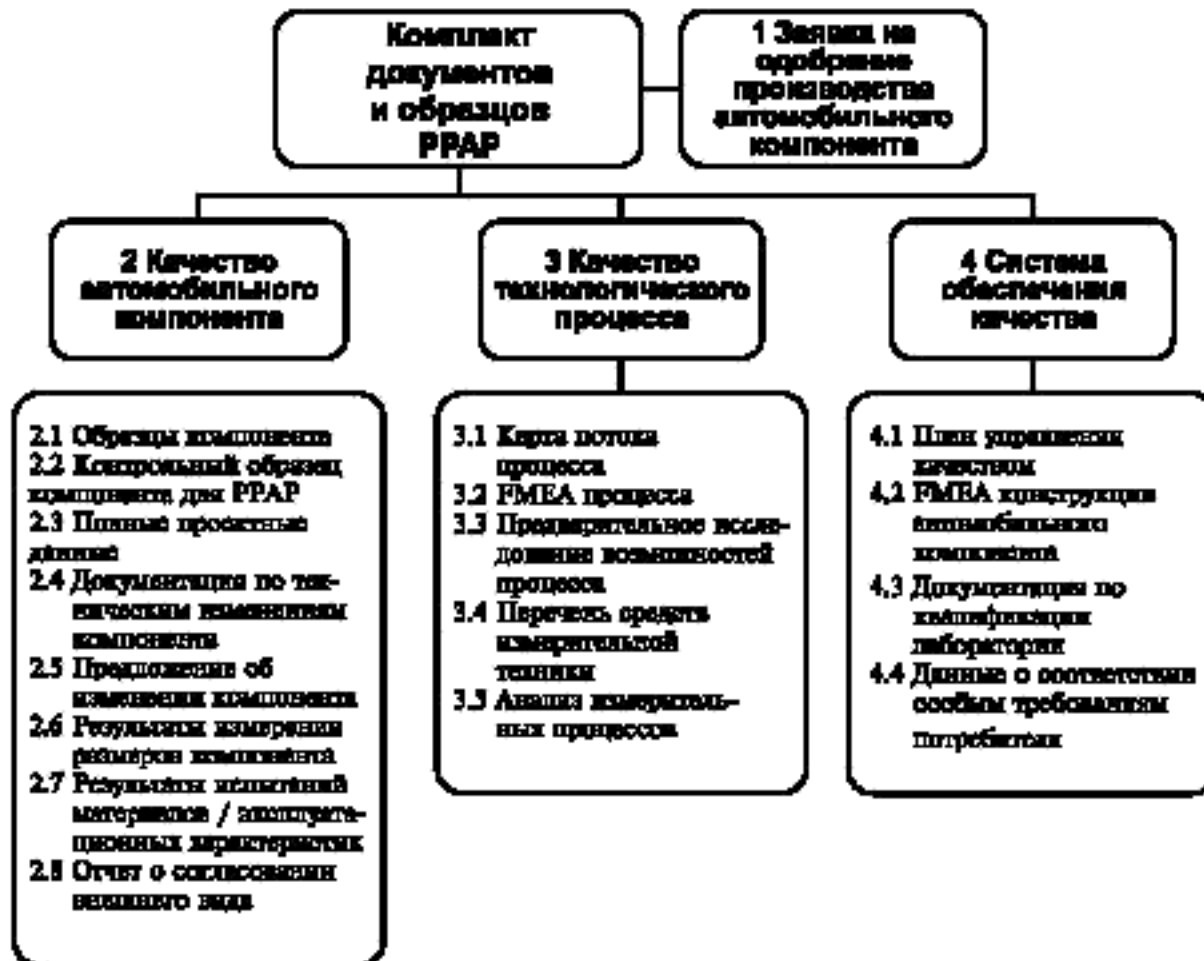 Комплект
документов
и образцов
PPAP
1 Заявка на
одобрение
производства
автомобильного
компонента
2 Качество
автомобильного
компонента
3 Качество
технологического
процесса
4 Система
обеспечения
качества
2.1 Образцы компонента
2.2 Контрольный образец
компонента для PPAP
2.3 Полные проектные
данные
2.4 Документация по тех-
ническим изменениям
компонента
2.5 Предложение об
изменении компонента
2.6 Результаты измерений
размеров компонента
2.7 Результаты испытаний
материалов / эксплуата-
ционных характеристик
2.8 Отчет о согласовании
внешнего вида
3.1 Карта потока
процесса
3.2 FMEA процесса
3.3 Предварительное иссле-
дование возможностей
процесса
3.4 Перечень средств
измерительной
техники
3.5 Анализ измеритель-
ных процессов
4.1 План управления
качеством
4.2 FMEA конструкции
автомобильного
компонента
4.3 Документация по
квалификации
лаборатории
4.4 Данные о соответствии
особым требованиям
потребителя